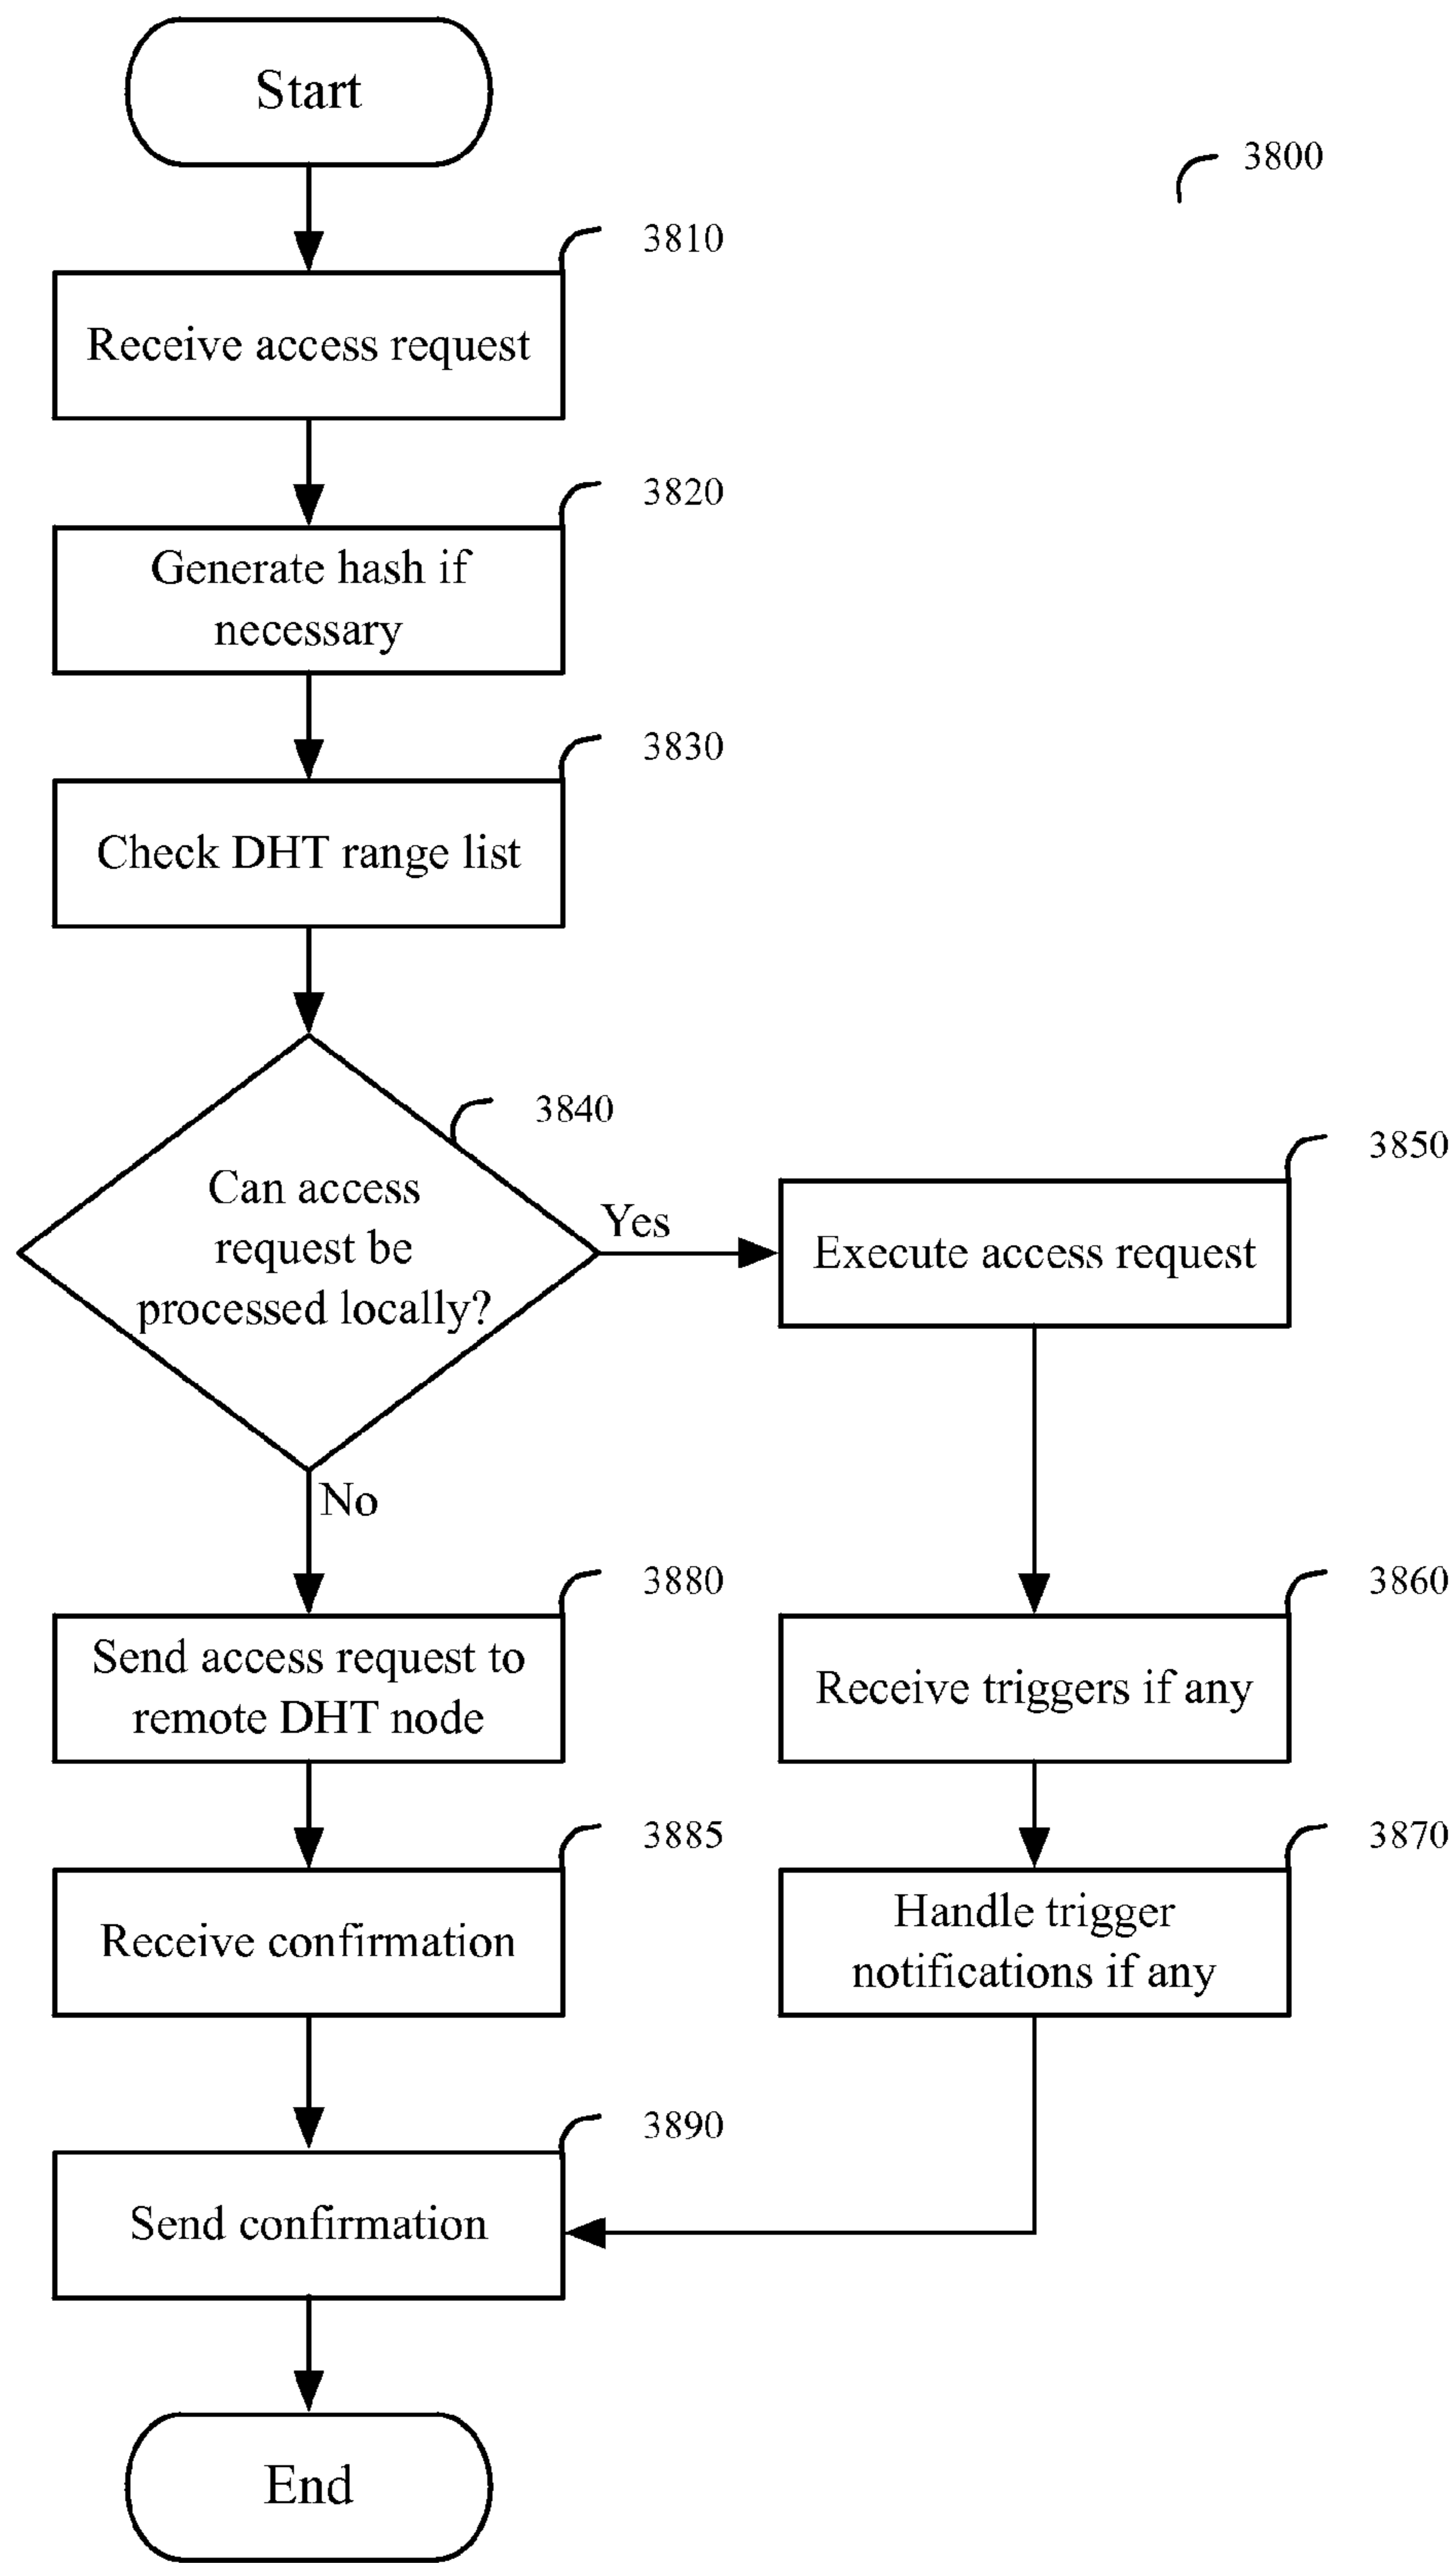 Start
3800
3810
Receive access request
3820
Generate hash if
necessary
3830
Check DHT range list
3840
Can access
request be
processed locally?
Yes
3850
Execute access request
No
3880
Send access request to
remote DHT node
3860
Receive triggers if any
3885
Receive confirmation
3870
Handle trigger
notifications if any
3890
Send confirmation
End